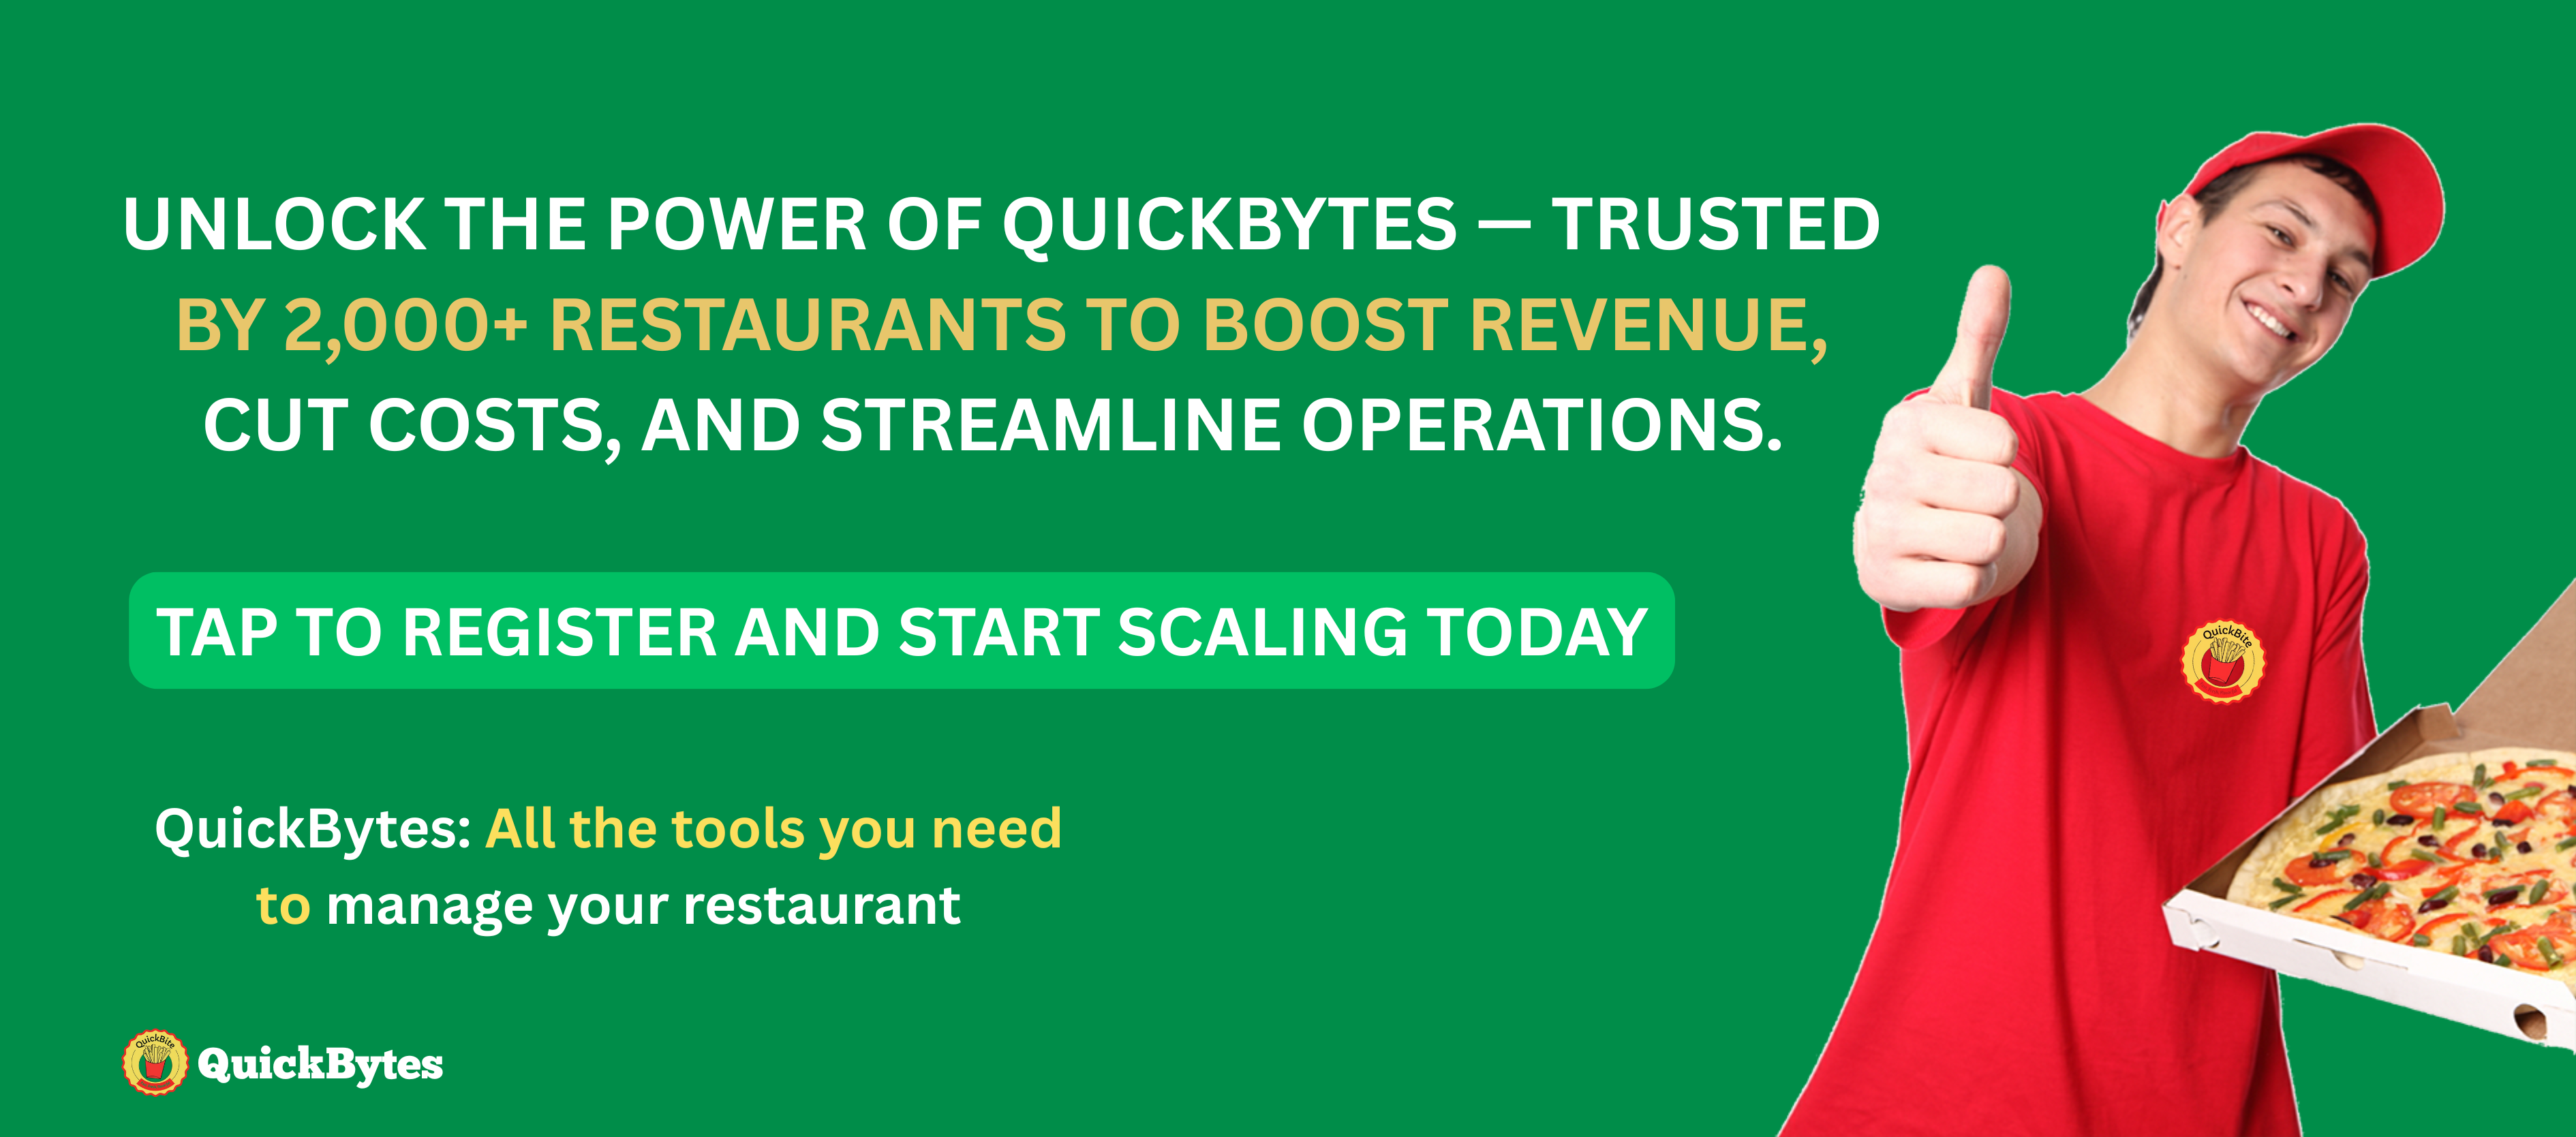 UNLOCK THE POWER OF QUICKBYTES — TRUSTED
BY 2,000+ RESTAURANTS TO BOOST REVENUE,
CUT COSTS, AND STREAMLINE OPERATIONS.
TAP TO REGISTER AND START SCALING TODAY
QuickBite
QuickBytes: All the tools you need
to manage your restaurant
QuickBite
QuickBytes